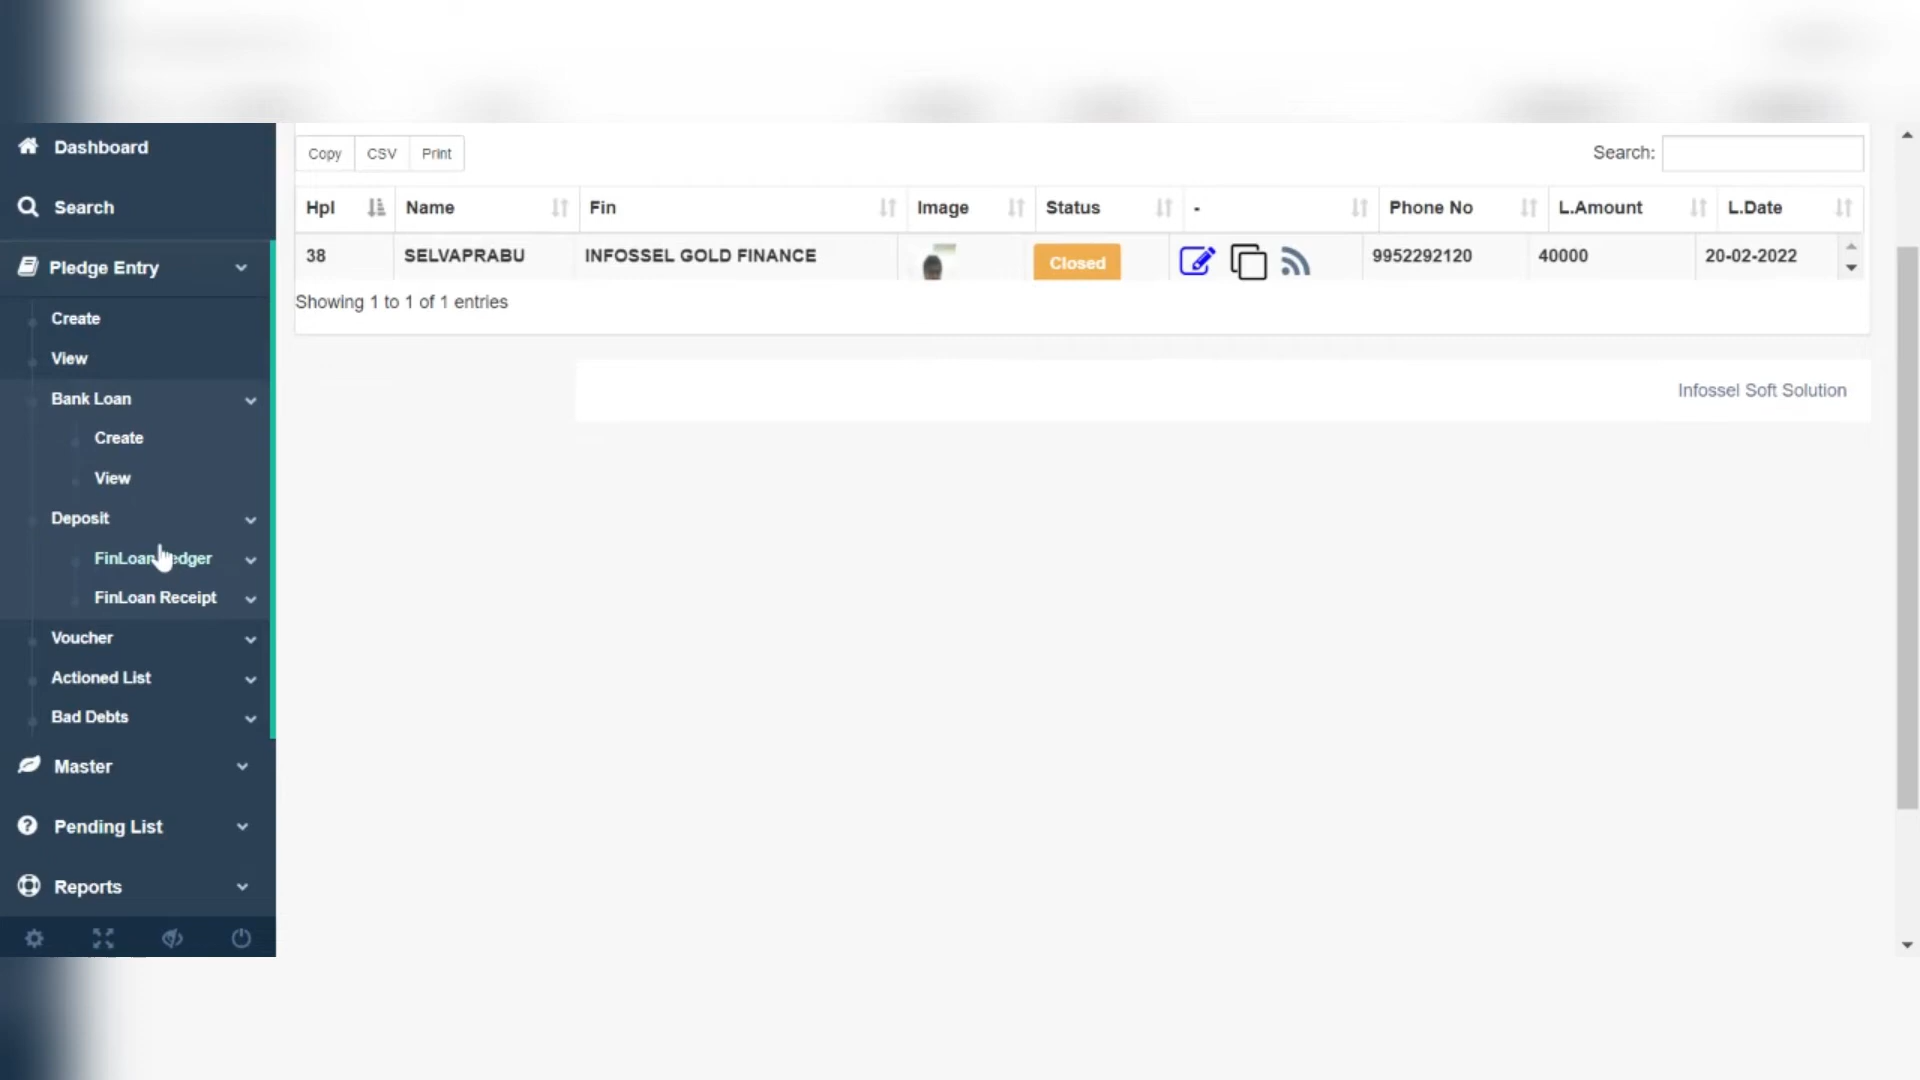 Dashboard
Search
Pledge Entry
Create
View
Bank Loan
Create
View
Deposit
FinLoan
FinLoan Receipt
Voucher
Actioned List
Bad Debts
Master
Pending List
Reports
Copy CSV Print
Search:
Hpl Name Fin Image Status - Phone No L.Amount L.Date
38 SELVAPRABU INFOSSEL GOLD FINANCE Closed 9952292120 40000 20-02-2022
Showing 1 to 1 of 1 entries
Infossel Soft Solution